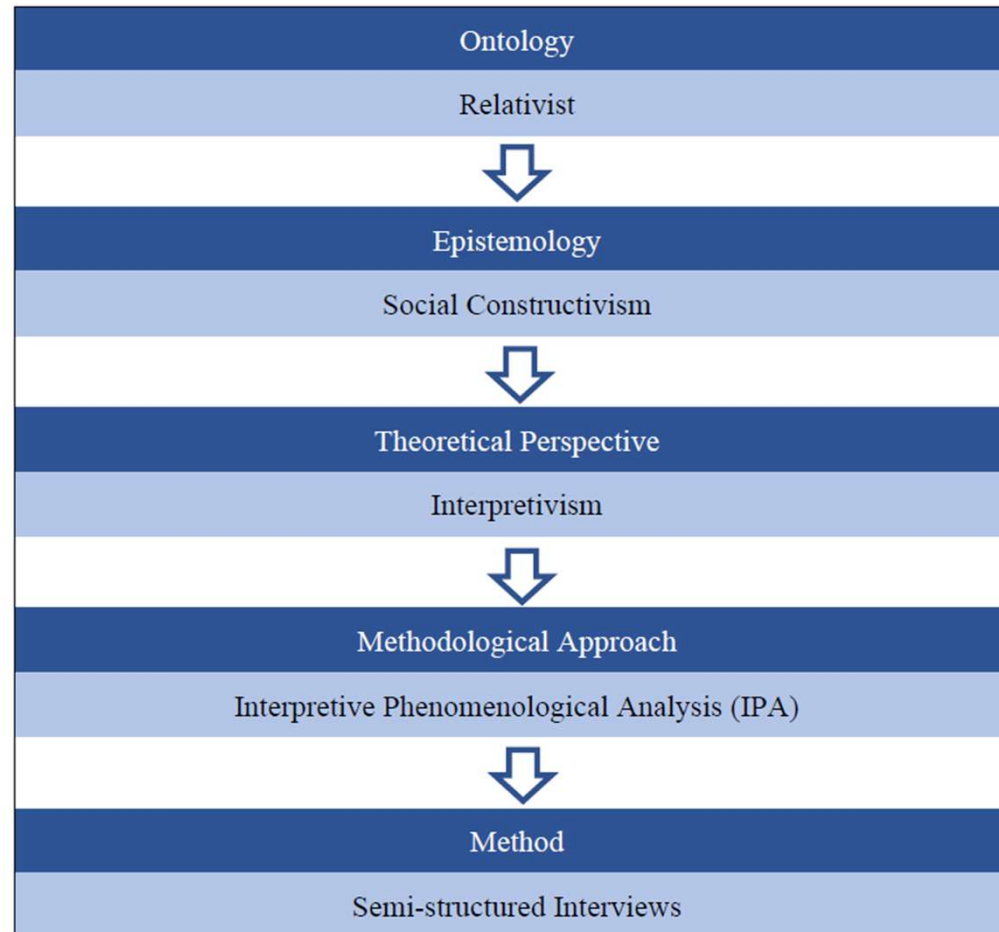 Ontology
Relativist
Epistemology
Social Constructivism
Theoretical Perspective
Interpretivism
Methodological Approach
Interpretive Phenomenological Analysis (IPA)
Method
Semi-structured Interviews